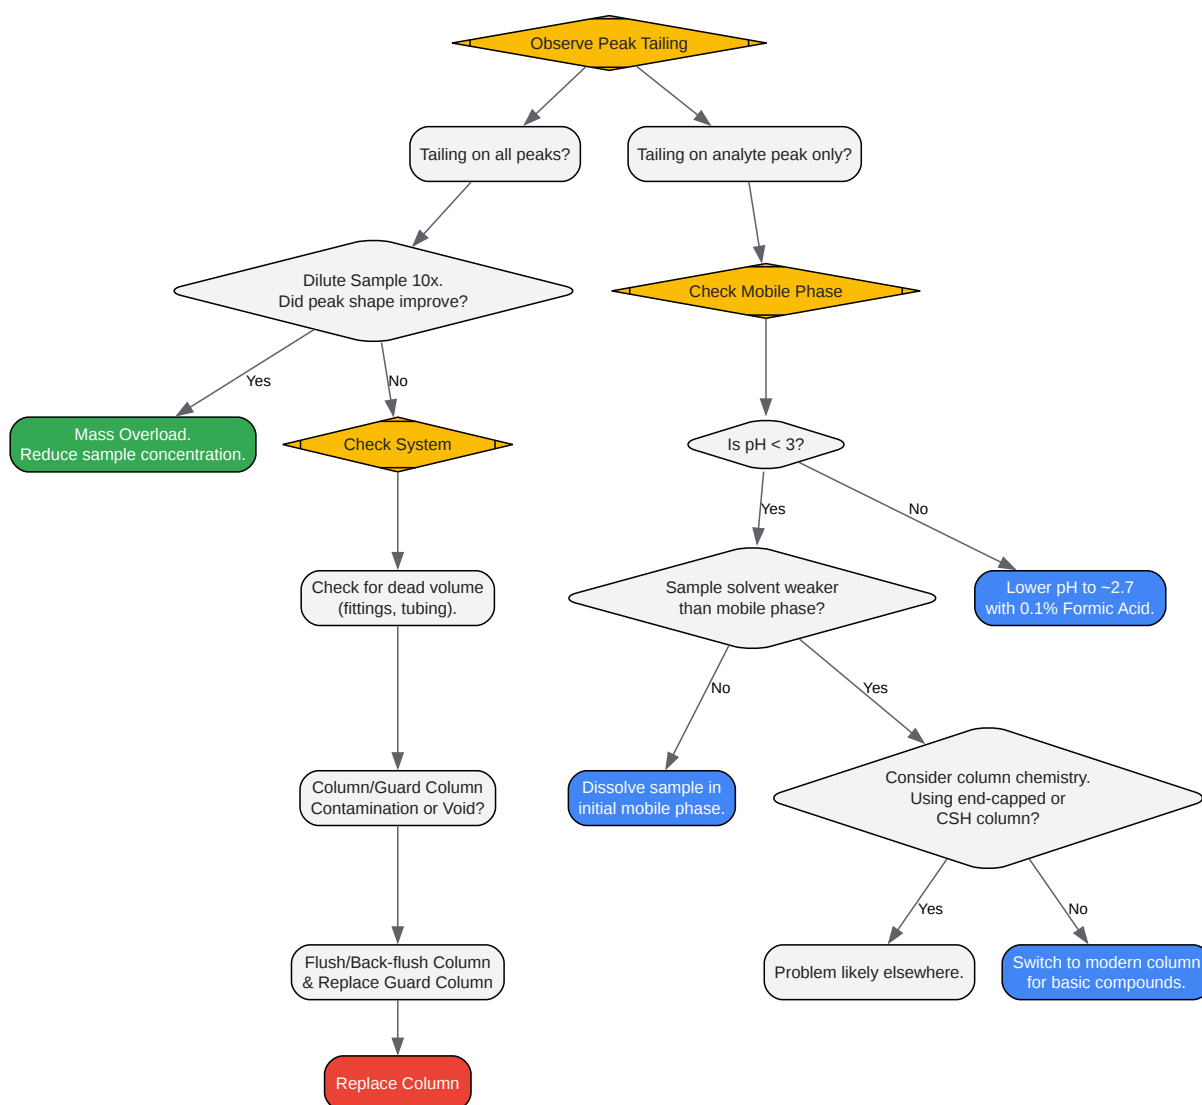 Observe Peak Tailing
Tailing on all peaks?
Tailing on analyte peak only?
Dilute Sample 10x.
Did peak shape improve?
Check Mobile Phase
Yes
No
Mass Overload.
Reduce sample concentration.
Check System
Is pH < 3?
Yes
No
Check for dead volume
(fittings, tubing).
Sample solvent weaker
than mobile phase?
Lower pH to ~2.7
with 0.1% Formic Acid.
No
Yes
Column/Guard Column
Contamination or Void?
Dissolve sample in
initial mobile phase.
Consider column chemistry.
Using end-capped or
CSH column?
Yes
No
Flush/Back-flush Column
& Replace Guard Column
Problem likely elsewhere.
Switch to modern column
for basic compounds.
Replace Column